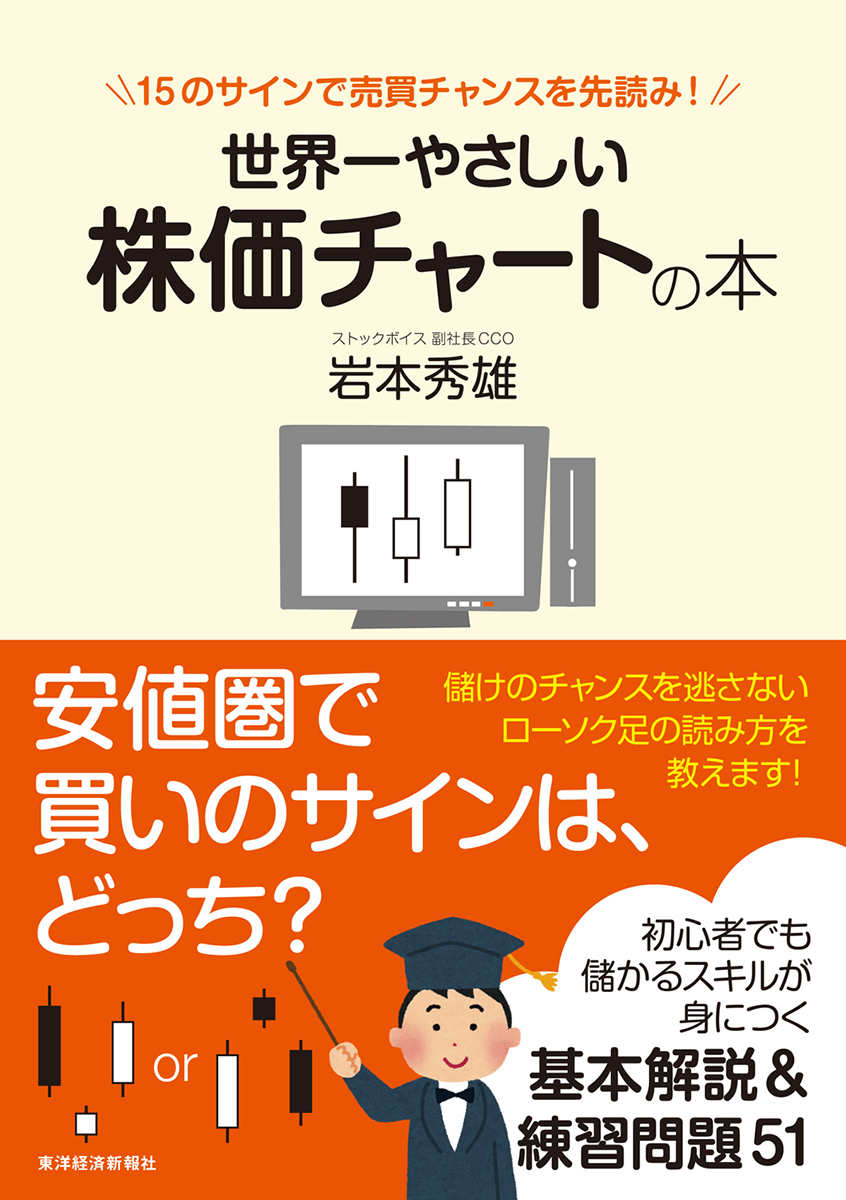 15のサインで売買チャンスを先読み！
世界一やさしい
株価チャートの本
ストックボイス 副社長CCO
岩本秀雄
安値圏で
買いのサインは、
どっち？
儲けのチャンスを逃さない
ローソク足の読み方を
教えます！
or
初心者でも
儲かるスキルが
身につく
基本解説&
練習問題51
東洋経済新報社